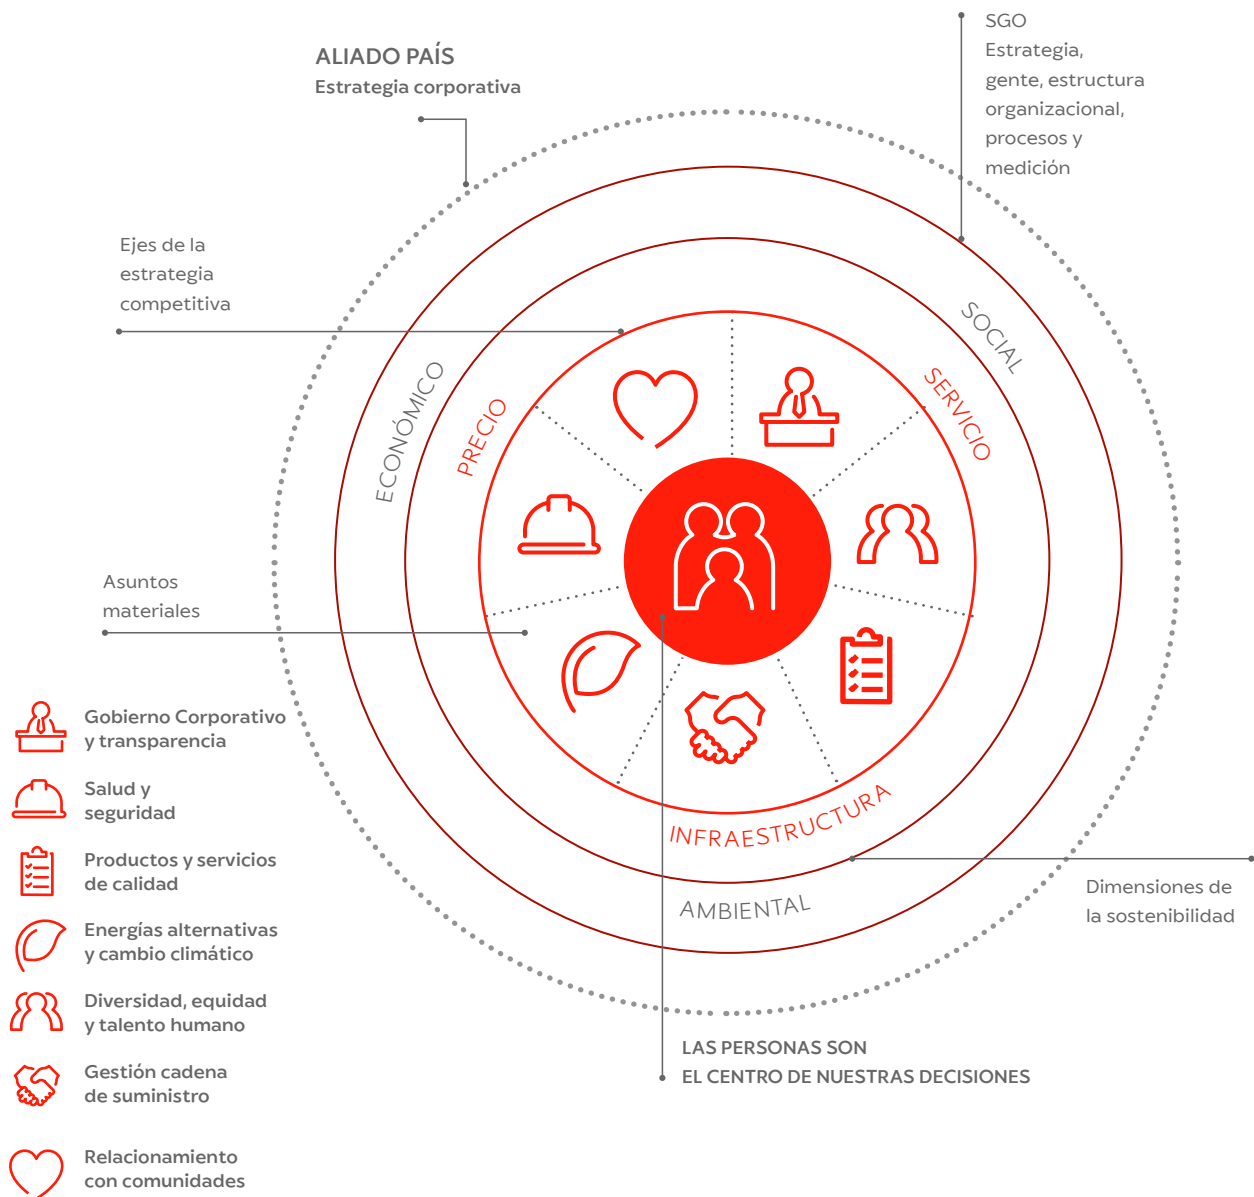 ALIADO PAÍS
Estrategia corporativa
SGO
Estrategia,
gente, estructura
organizacional,
procesos y
medición
Ejes de la
estrategia
competitiva
ECONÓMICO
PRECIO
SOCIAL
SERVICIO
Asuntos
materiales
INFRAESTRUCTURA
AMBIENTAL
Dimensiones de
la sostenibilidad
LAS PERSONAS SON
EL CENTRO DE NUESTRAS DECISIONES
Gobierno Corporativo
y transparencia
Salud y
seguridad
Productos y servicios
de calidad
Energías alternativas
y cambio climático
Diversidad, equidad
y talento humano
Gestión cadena
de suministro
Relacionamiento
con comunidades